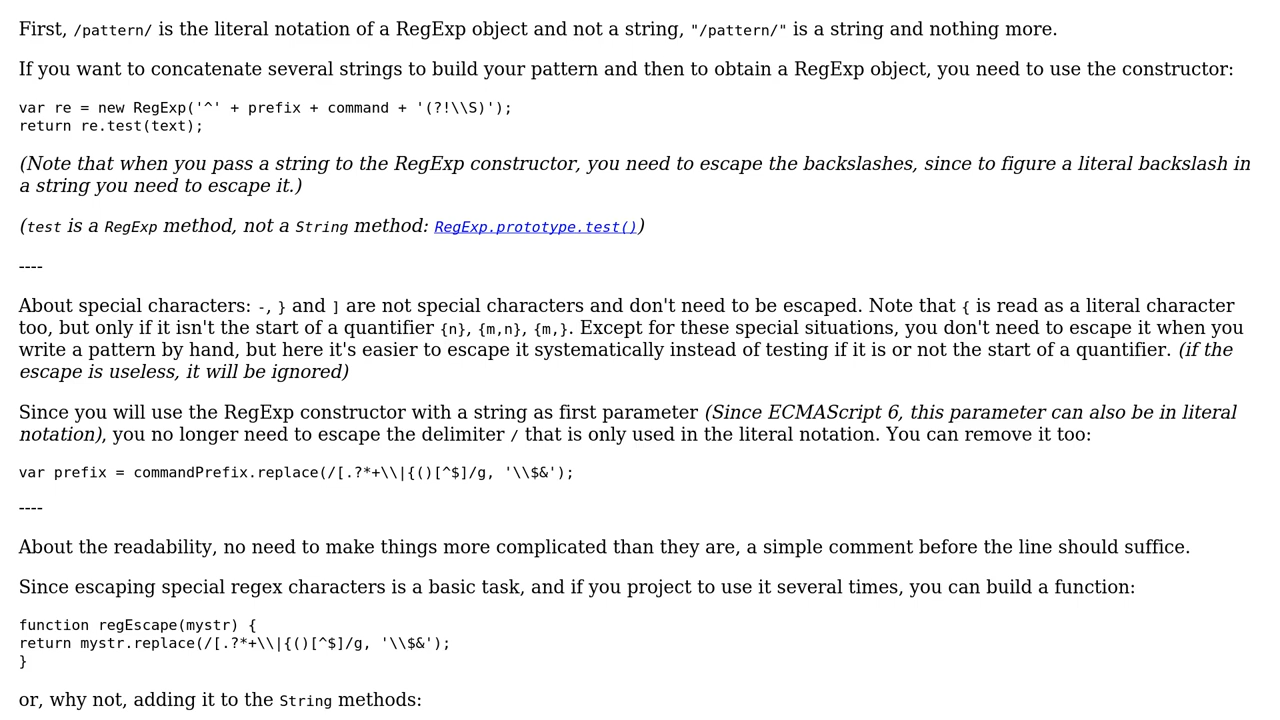 First, /pattern/ is the literal notation of a RegExp object and not a string, "/pattern/" is a string and nothing more.
If you want to concatenate several strings to build your pattern and then to obtain a RegExp object, you need to use the constructor:
var re = new RegExp('^' + prefix + command + '(?!\\S)');
return re.test(text);
(Note that when you pass a string to the RegExp constructor, you need to escape the backslashes, since to figure a literal backslash in
a string you need to escape it.)
(test is a RegExp method, not a String method: RegExp.prototype.test())
----
About special characters: -, } and ] are not special characters and don't need to be escaped. Note that { is read as a literal character
too, but only if it isn't the start of a quantifier {n}, {m,n}, {m,}. Except for these special situations, you don't need to escape it when you
write a pattern by hand, but here it's easier to escape it systematically instead of testing if it is or not the start of a quantifier. (if the
escape is useless, it will be ignored)
Since you will use the RegExp constructor with a string as first parameter (Since ECMAScript 6, this parameter can also be in literal
notation), you no longer need to escape the delimiter / that is only used in the literal notation. You can remove it too:
var prefix = commandPrefix.replace(/[.?*+\\|{()[^$]/g, '\\$&');
----
About the readability, no need to make things more complicated than they are, a simple comment before the line should suffice.
Since escaping special regex characters is a basic task, and if you project to use it several times, you can build a function:
function regEscape(mystr) {
return mystr.replace(/[.?*+\\|{()[^$]/g, '\\$&');
}
or, why not, adding it to the String methods: